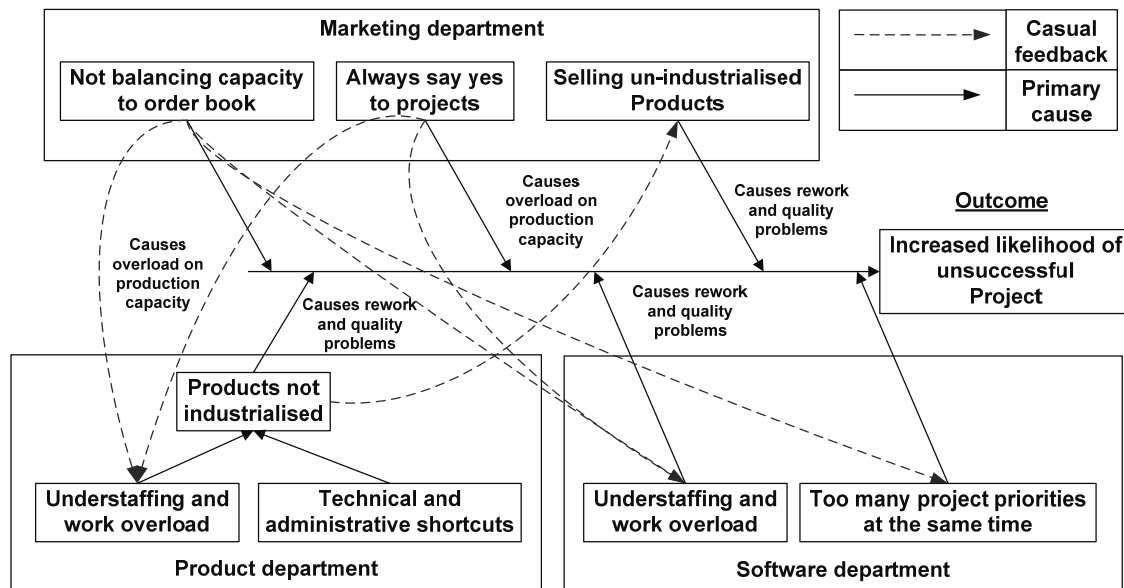 Marketing department
Not balancing capacity
to order book
Always say yes
to projects
Selling un-industrialised
Products
Casual
feedback
Primary
cause
Causes
overload on
production
capacity
Causes rework
and quality
problems
Outcome
Increased likelihood of
unsuccessful
Project
Causes
overload on
production
capacity
Causes rework
and quality
problems
Causes rework
and quality
problems
Products not
industrialised
Understaffing and
work overload
Technical and
administrative shortcuts
Product department
Understaffing and
work overload
Too many project priorities
at the same time
Software department